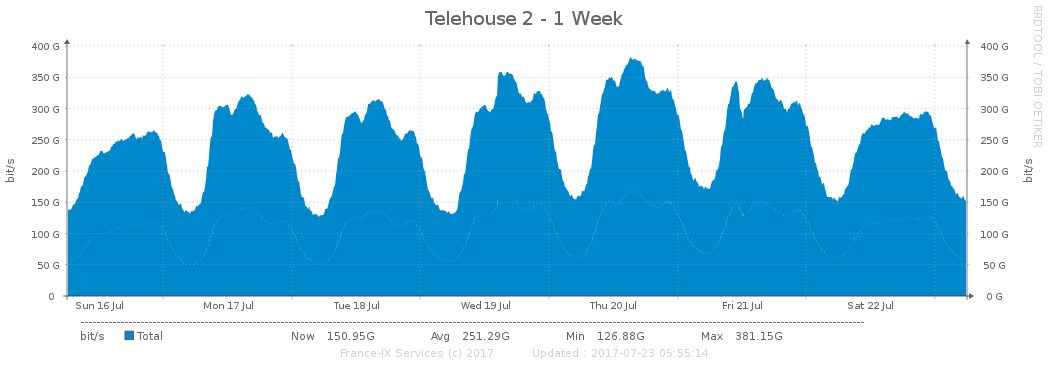 Telehouse 2 - 1 Week
RRDTOOL / TOBI OETIKER
400 G 400 G
350 G 350 G
300 G 300 G
250 G 250 G
200 G 200 G
150 G 150 G
100 G 100 G
50 G 50 G
0 0 G
bit/s bit/s
Sun 16 Jul Mon 17 Jul Tue 18 Jul Wed 19 Jul Thu 20 Jul Fri 21 Jul Sat 22 Jul
bit/s Total Now 150.95G Avg 251.29G Min 126.88G Max 381.15G
France-IX Services (c) 2017 Updated : 2017-07-23 05:55:14